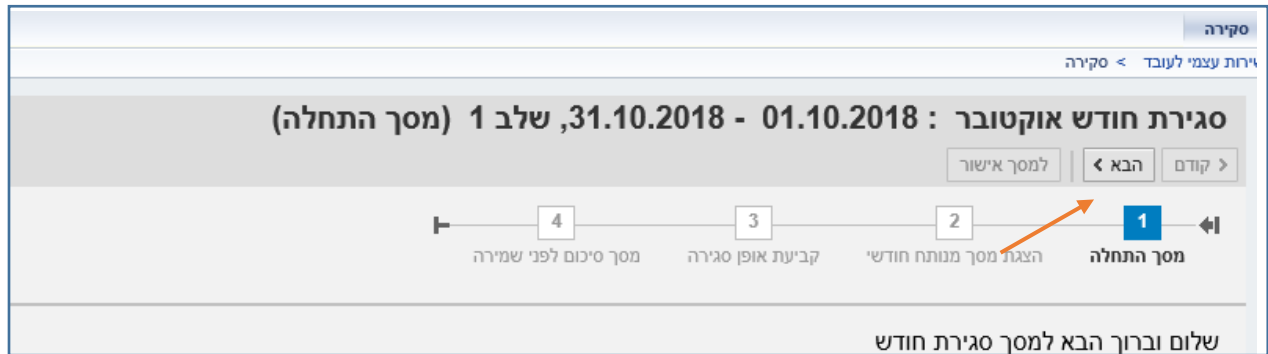 סקירה
שירות עצמי לעובד > סקירה
סגירת חודש אוקטובר : 01.10.2018 - 31.10.2018, שלב 1 (מסך התחלה)
קודם הבא למסך אישור
1 2 3 4
מסך התחלה הצגת מסך מנותח חודשי קביעת אופן סגירה מסך סיכום לפני שמירה
שלום וברוך הבא למסך סגירת חודש